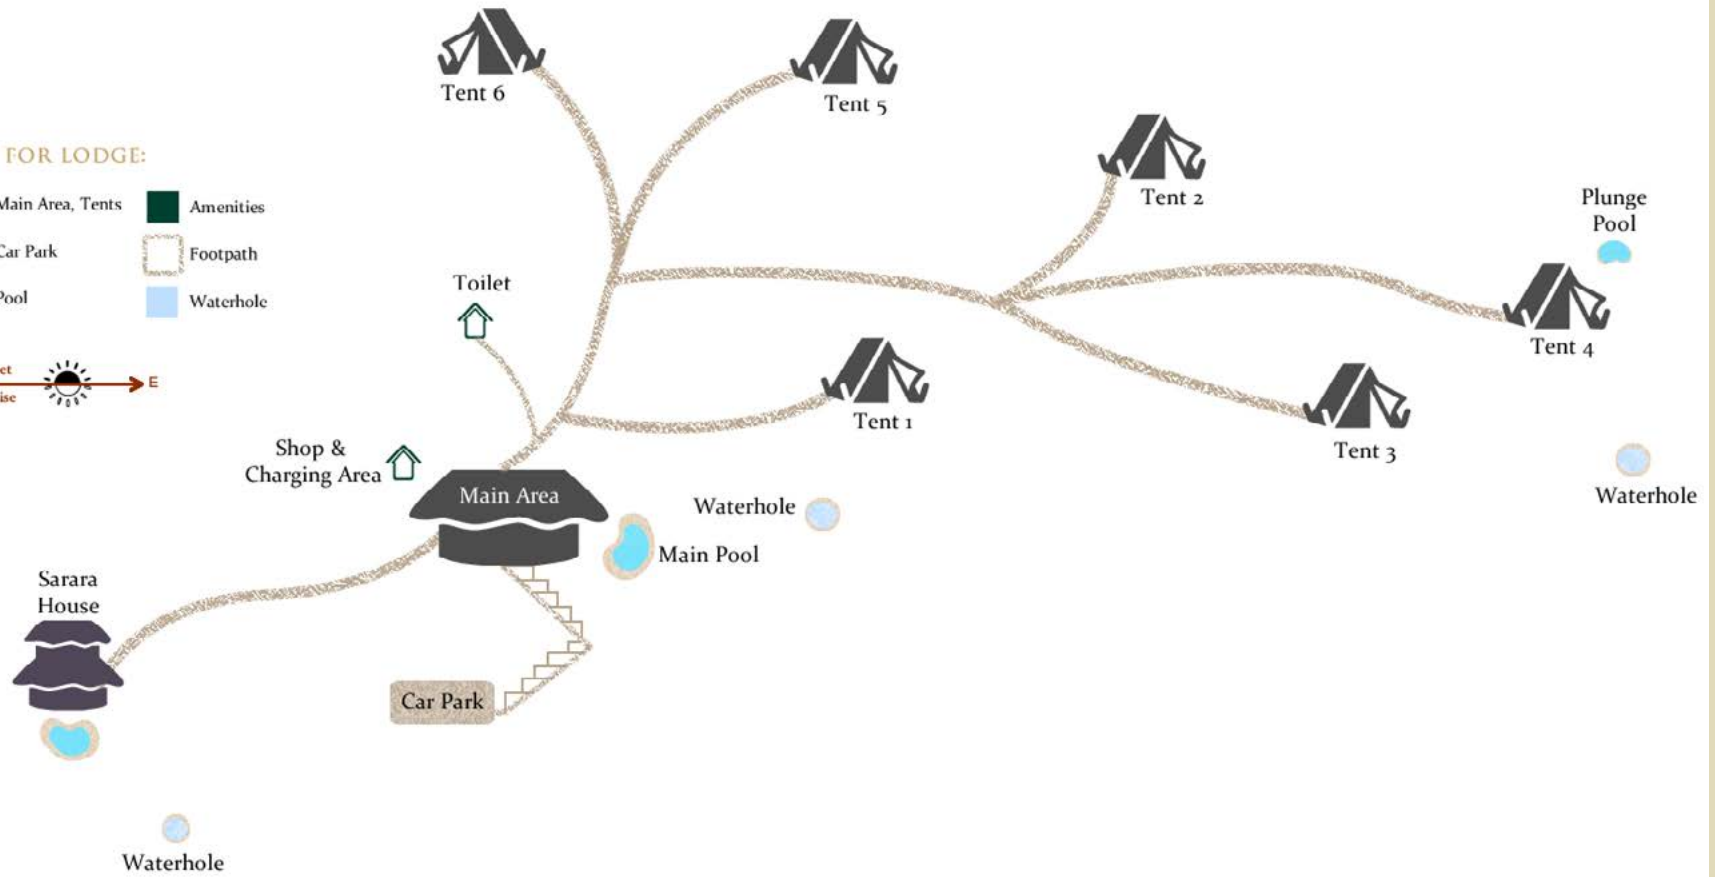 Tent 6
Tent 5
Tent 2
Plunge
Pool
FOR LODGE:
Main Area, Tents
Amenities
Car Park
Footpath
Pool
Waterhole
et
ise
E
Toilet
Tent 4
Tent 1
Tent 3
Shop &
Charging Area
Main Area
Waterhole
Waterhole
Main Pool
Sarara
House
Car Park
Waterhole